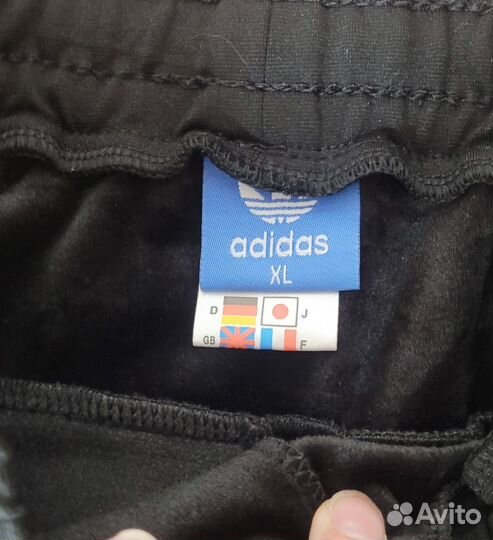 adidas
XL
D J
GB F
Avito